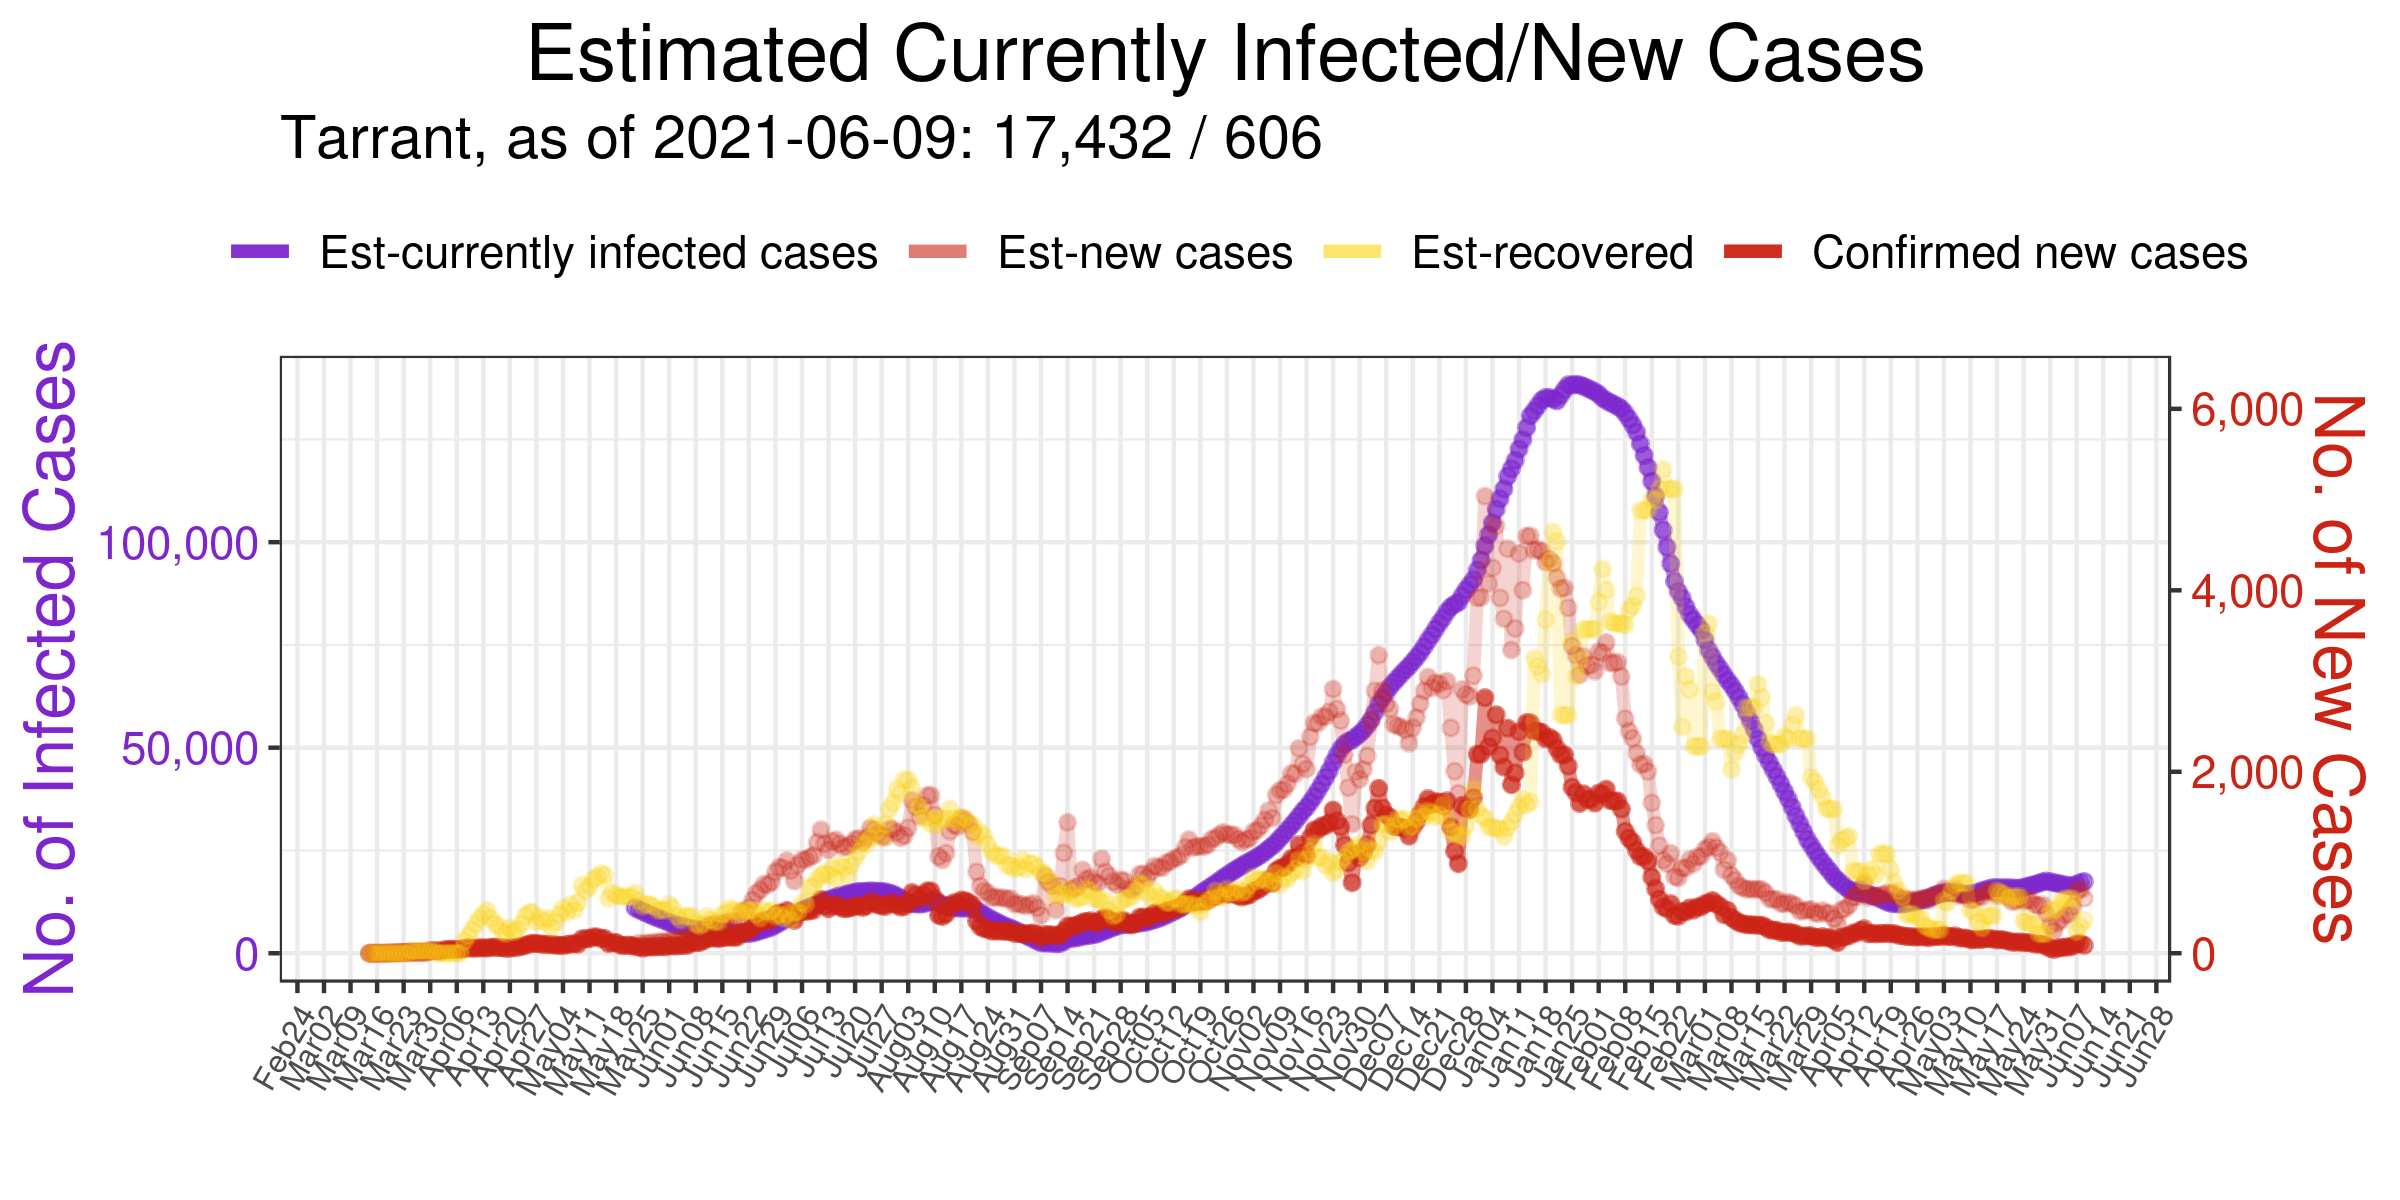 Estimated Currently Infected/New Cases
Tarrant, as of 2021-06-09: 17,432 / 606
Est-currently infected cases
Est-new cases
Est-recovered
Confirmed new cases
No. of Infected Cases
100,000
50,000
0
6,000
4,000
2,000
0
No. of New Cases
Feb24
Mar02
Mar09
Mar16
Mar23
Mar30
Apr06
Apr13
Apr20
Apr27
May04
May11
May18
May25
Jun01
Jun08
Jun15
Jun22
Jun29
Jul06
Jul13
Jul20
Jul27
Aug03
Aug10
Aug17
Aug24
Aug31
Sep07
Sep14
Sep21
Sep28
Oct05
Oct12
Oct19
Oct26
Nov02
Nov09
Nov16
Nov23
Nov30
Dec07
Dec14
Dec21
Dec28
Jan04
Jan11
Jan18
Jan25
Feb01
Feb08
Feb15
Feb22
Mar01
Mar08
Mar15
Mar22
Mar29
Apr05
Apr12
Apr19
Apr26
May03
May10
May17
May24
May31
Jun07
Jun14
Jun21
Jun28